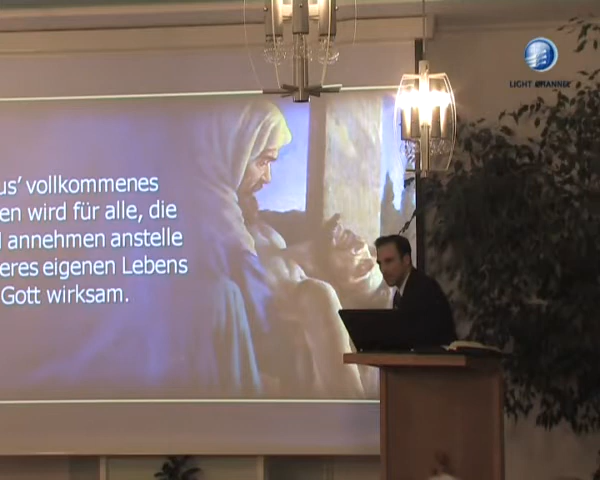 LIGHT CHANNEL
us’ vollkommenes
en wird für alle, die
annehmen anstelle
eres eigenen Lebens
Gott wirksam.